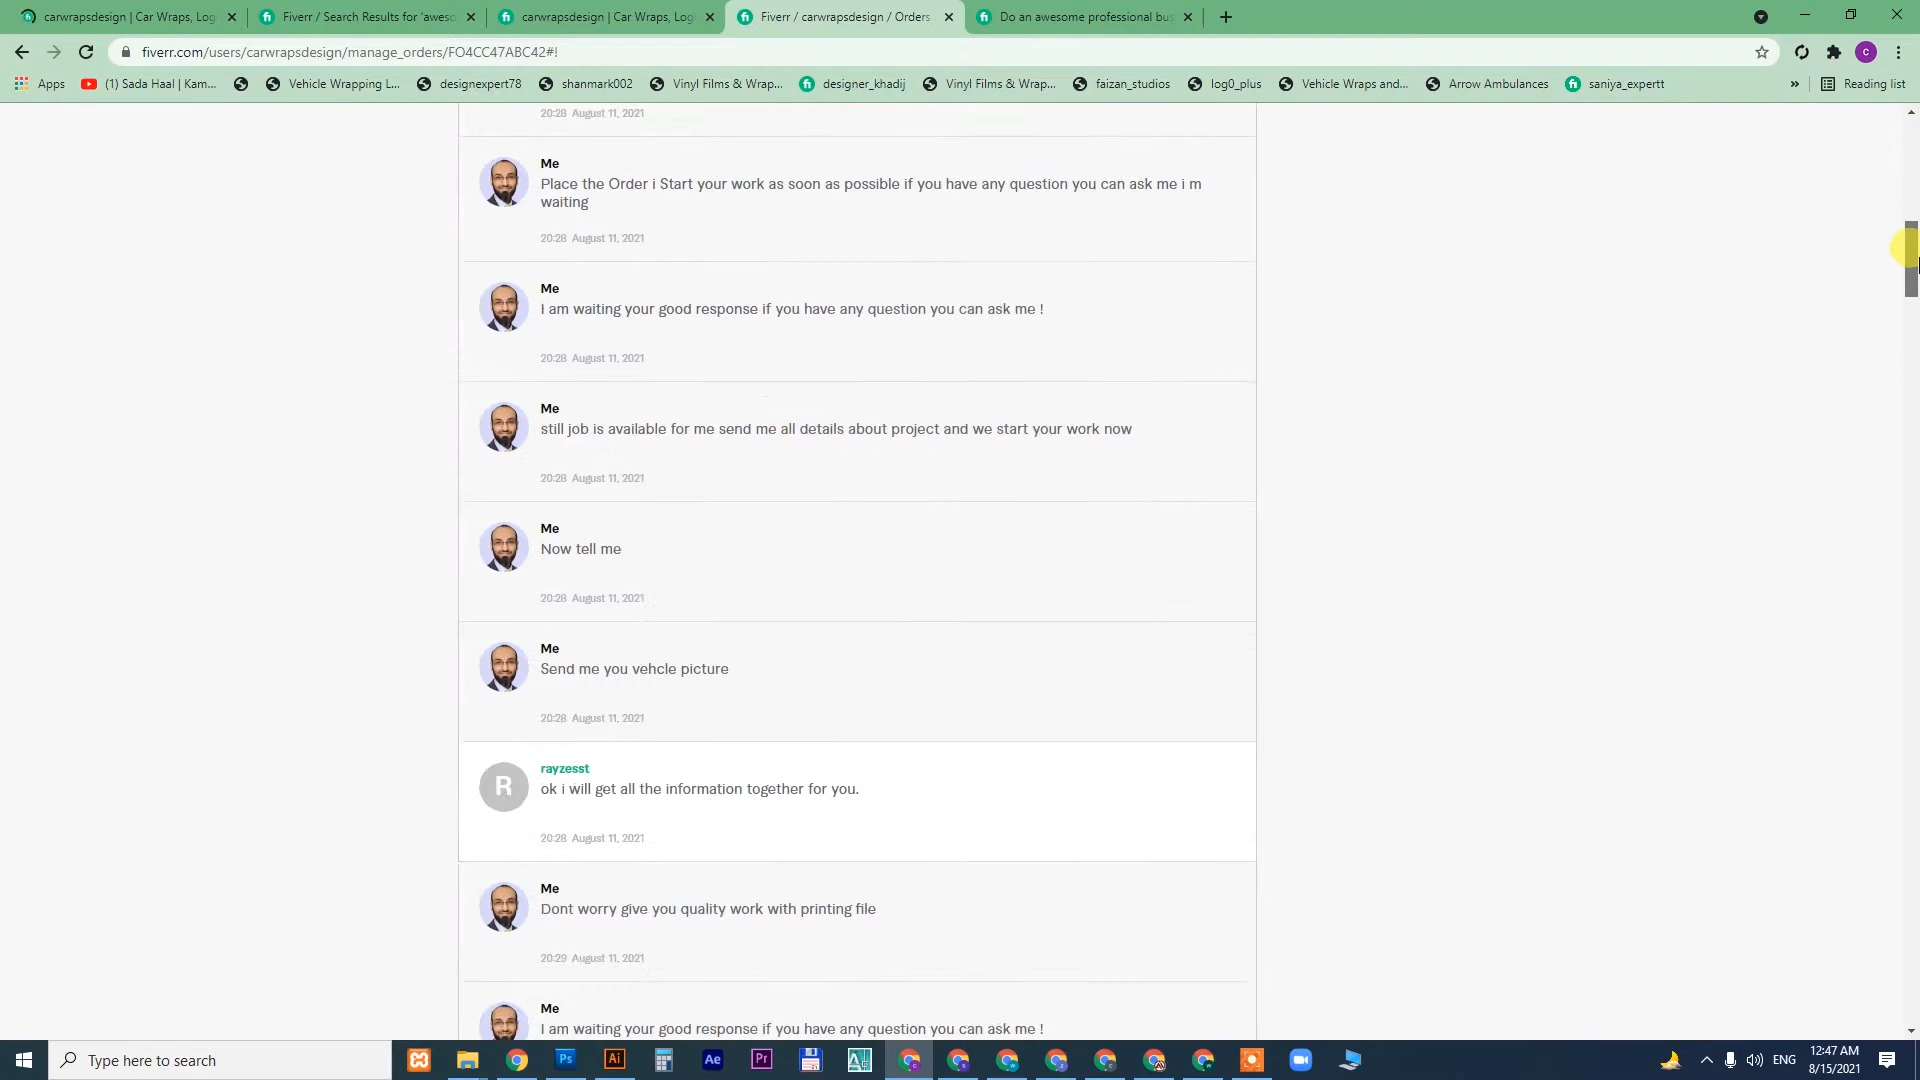 carwrapsdesign | Car Wraps, Log
Fiverr / Search Results for 'aweso
carwrapsdesign | Car Wraps, Log
Fiverr / carwrapsdesign / Orders
Do an awesome professional bus
fiverr.com/users/carwrapsdesign/manage_orders/FO4CC47ABC42#!
C
Apps
(1) Sada Haal | Kam...
Vehicle Wrapping L...
designexpert78
shanmark002
Vinyl Films & Wrap...
designer_khadij
Vinyl Films & Wrap...
faizan_studios
log0_plus
Vehicle Wraps and...
Arrow Ambulances
saniya_expertt
»
Reading list
20:28 August 11, 2021
Me
Place the Order i Start your work as soon as possible if you have any question you can ask me i m
waiting
20:28 August 11, 2021
Me
I am waiting your good response if you have any question you can ask me !
20:28 August 11, 2021
Me
still job is available for me send me all details about project and we start your work now
20:28 August 11, 2021
Me
Now tell me
20:28 August 11, 2021
Me
Send me you vehcle picture
20:28 August 11, 2021
R
rayzesst
ok i will get all the information together for you.
20:28 August 11, 2021
Me
Dont worry give you quality work with printing file
20:29 August 11, 2021
Me
I am waiting your good response if you have any question you can ask me !
Type here to search
Ps
Ai
Ae
Pr
ENG
12:47 AM
8/15/2021